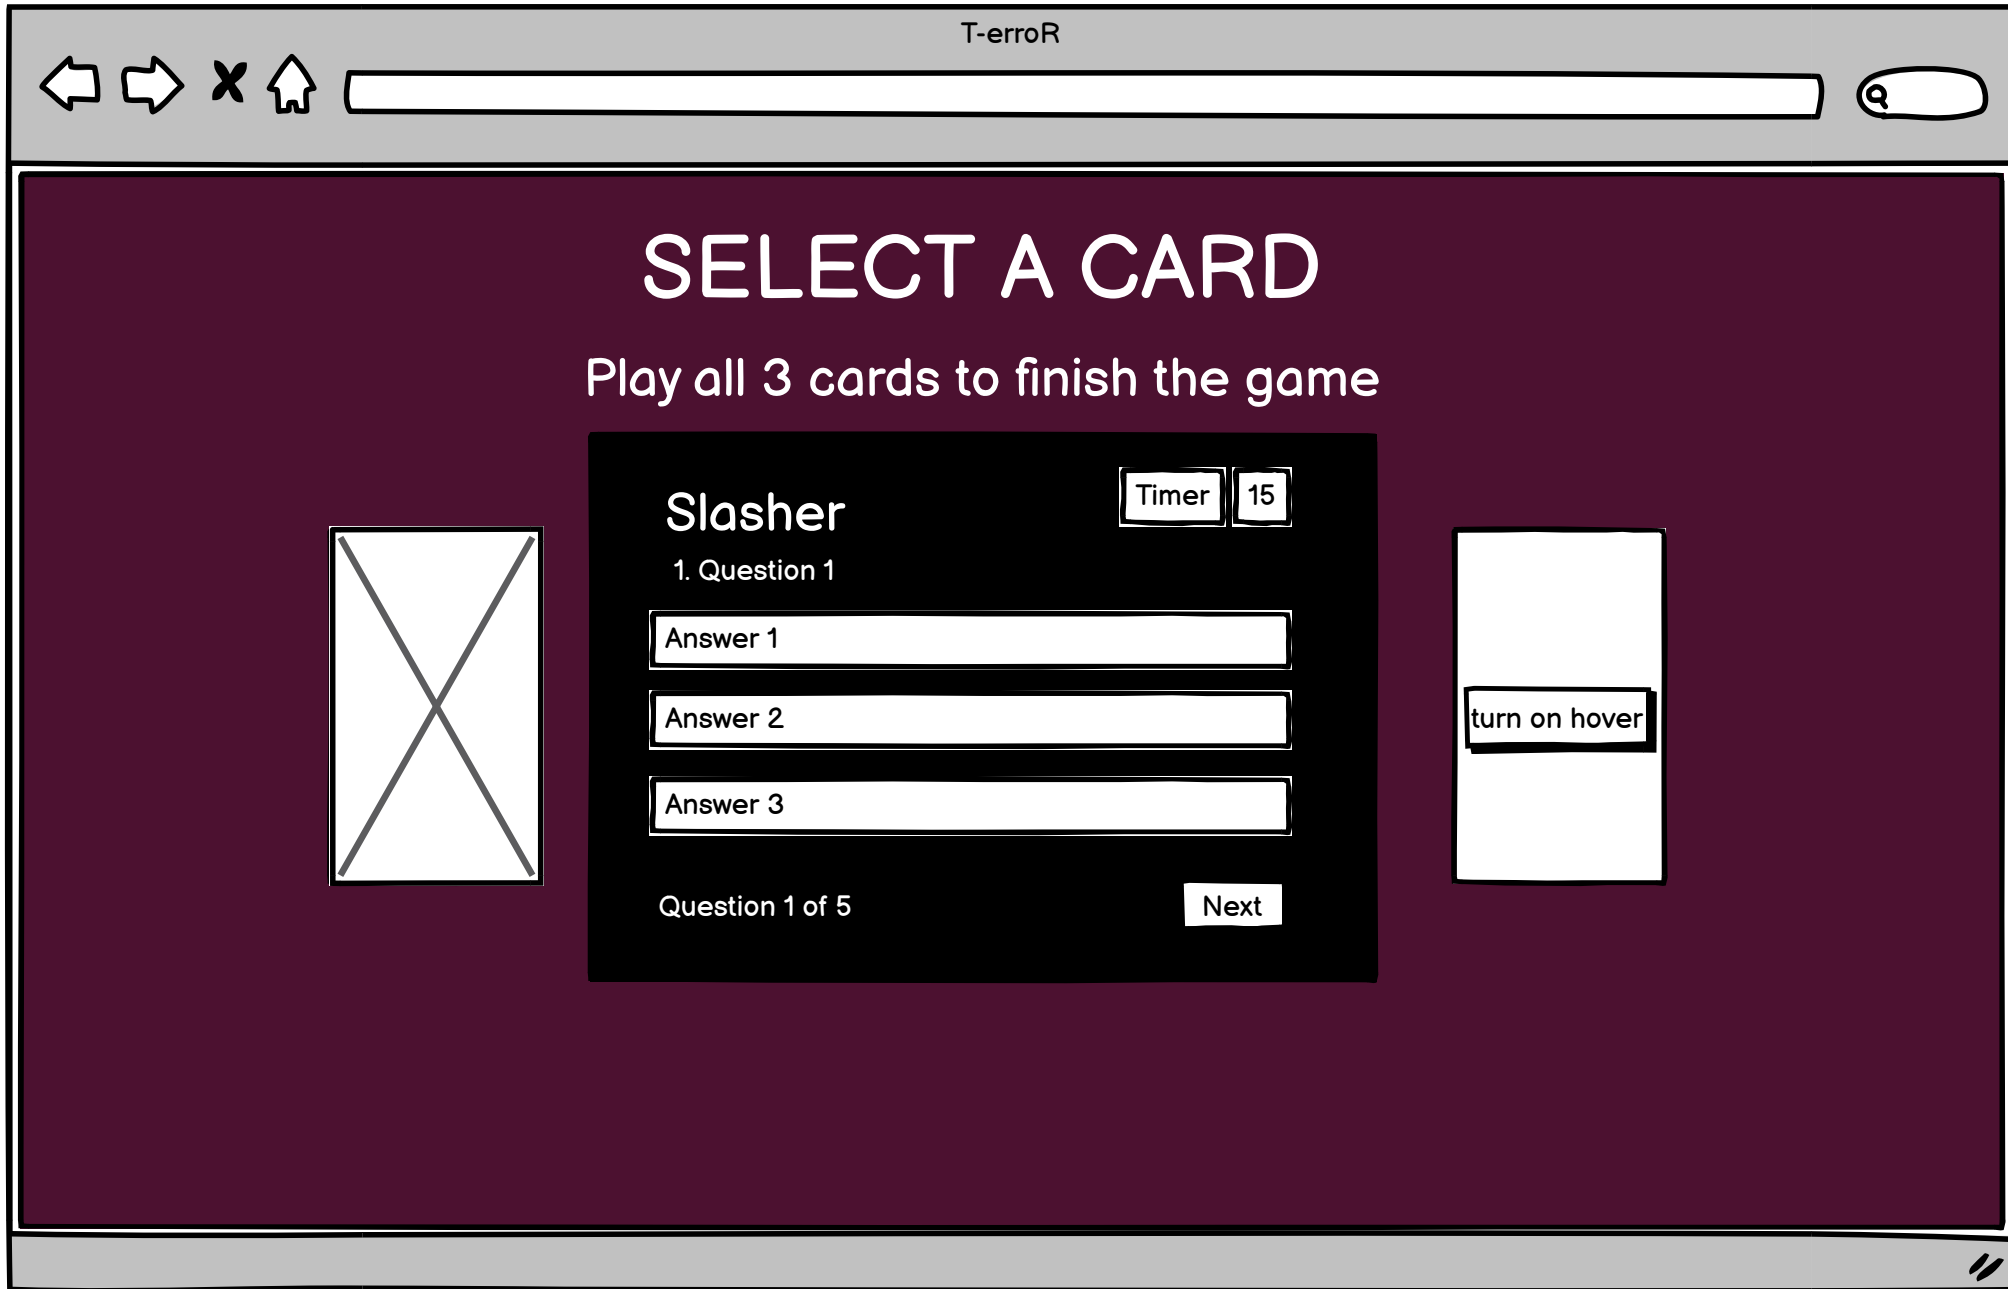 T-erroR
SELECT A CARD
Play all 3 cards to finish the game
Slasher
Timer
15
1. Question 1
Answer 1
Answer 2
Answer 3
Question 1 of 5
Next
turn on hover